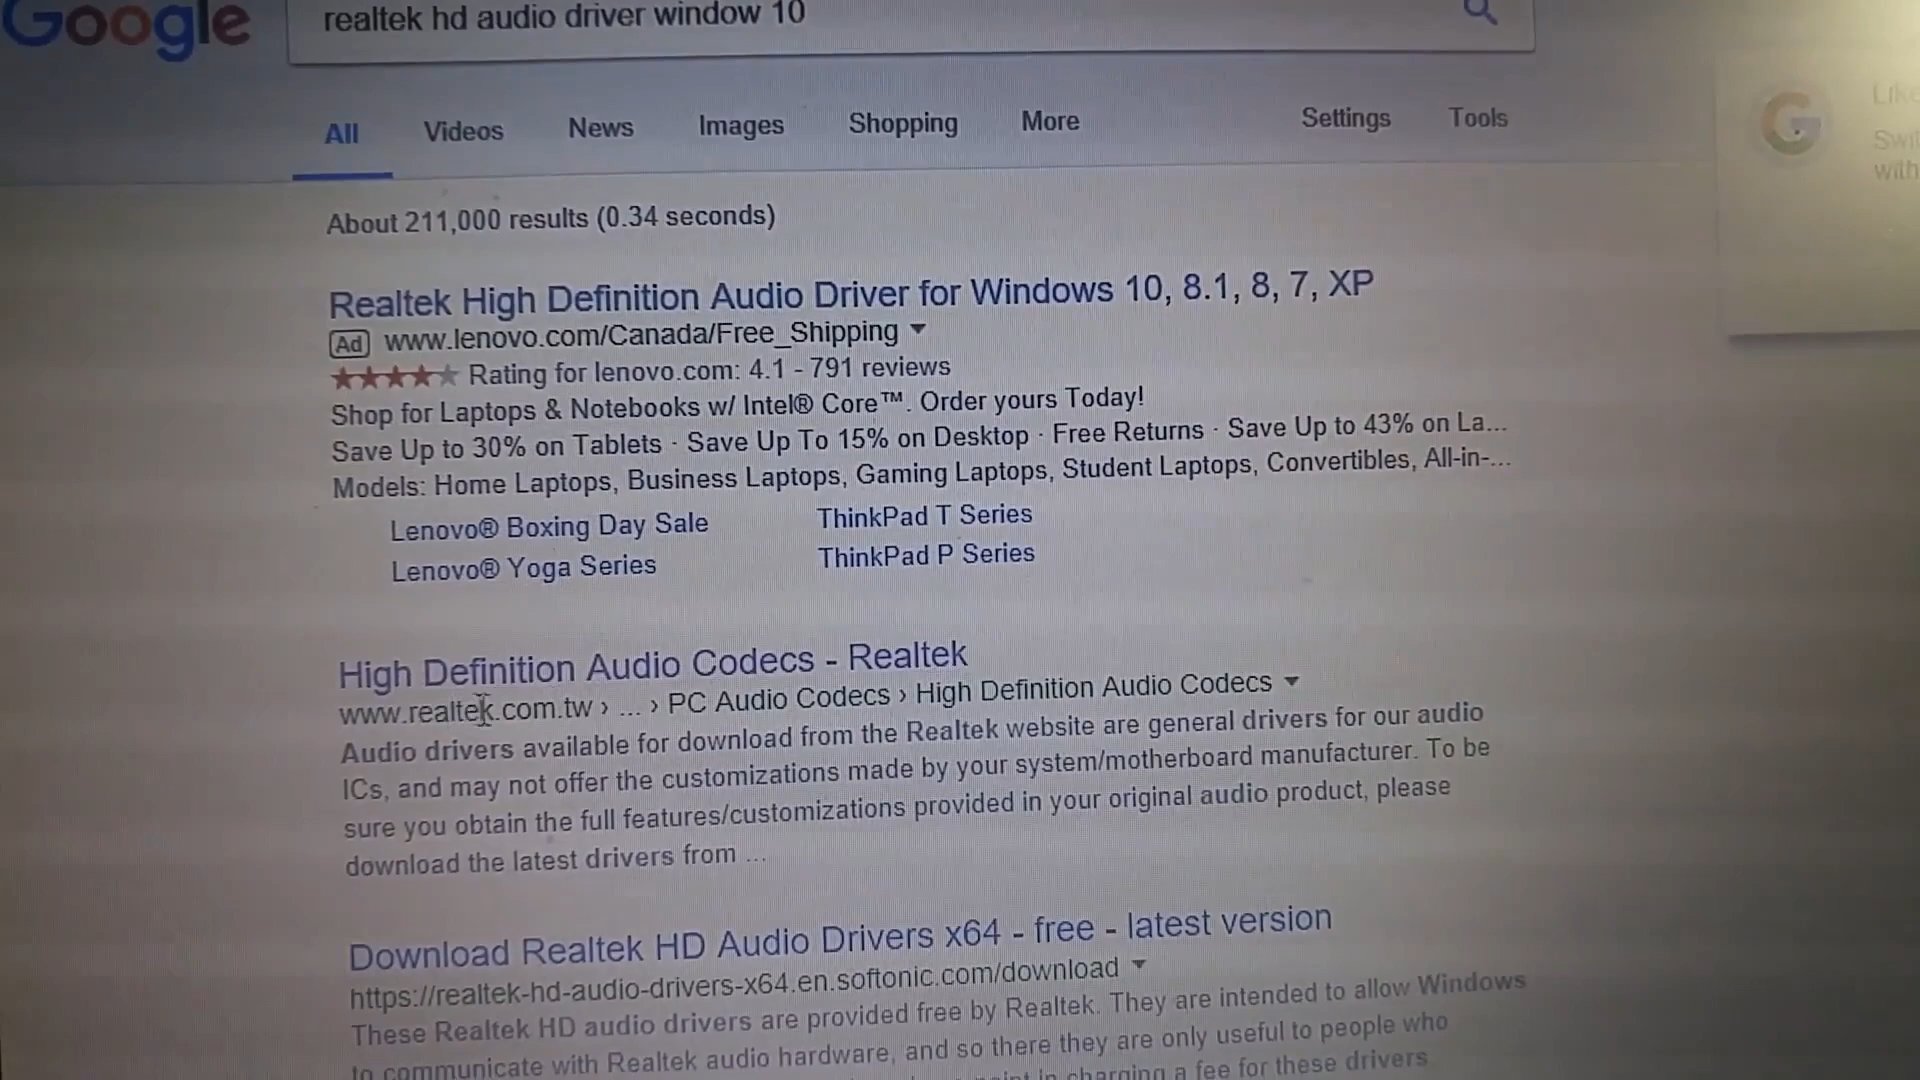 Google
realtek hd audio driver window 10
All Videos News Images Shopping More Settings Tools
About 211,000 results (0.34 seconds)
Realtek High Definition Audio Driver for Windows 10, 8.1, 8, 7, XP
Ad www.lenovo.com/Canada/Free_Shipping
Rating for lenovo.com: 4.1 - 791 reviews
Shop for Laptops & Notebooks w/ Intel® Core™. Order yours Today!
Save Up to 30% on Tablets · Save Up To 15% on Desktop · Free Returns · Save Up to 43% on La...
Models: Home Laptops, Business Laptops, Gaming Laptops, Student Laptops, Convertibles, All-in-...
Lenovo® Boxing Day Sale ThinkPad T Series
Lenovo® Yoga Series ThinkPad P Series
High Definition Audio Codecs - Realtek
www.realtek.com.tw › ... › PC Audio Codecs › High Definition Audio Codecs
Audio drivers available for download from the Realtek website are general drivers for our audio
ICs, and may not offer the customizations made by your system/motherboard manufacturer. To be
sure you obtain the full features/customizations provided in your original audio product, please
download the latest drivers from ...
Download Realtek HD Audio Drivers x64 - free - latest version
https://realtek-hd-audio-drivers-x64.en.softonic.com/download
These Realtek HD audio drivers are provided free by Realtek. They are intended to allow Windows
to communicate with Realtek audio hardware, and so there they are only useful to people who
in charging a fee for these drivers
G
with